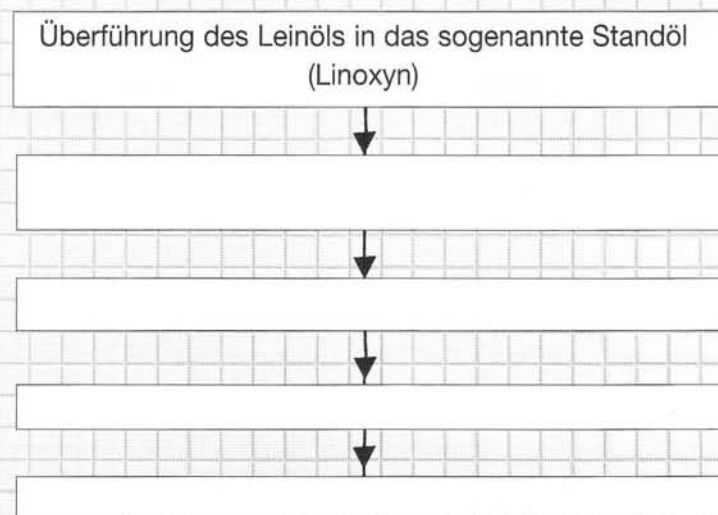 Überführung des Leinöls in das sogenannte Standöl
(Linoxyn)